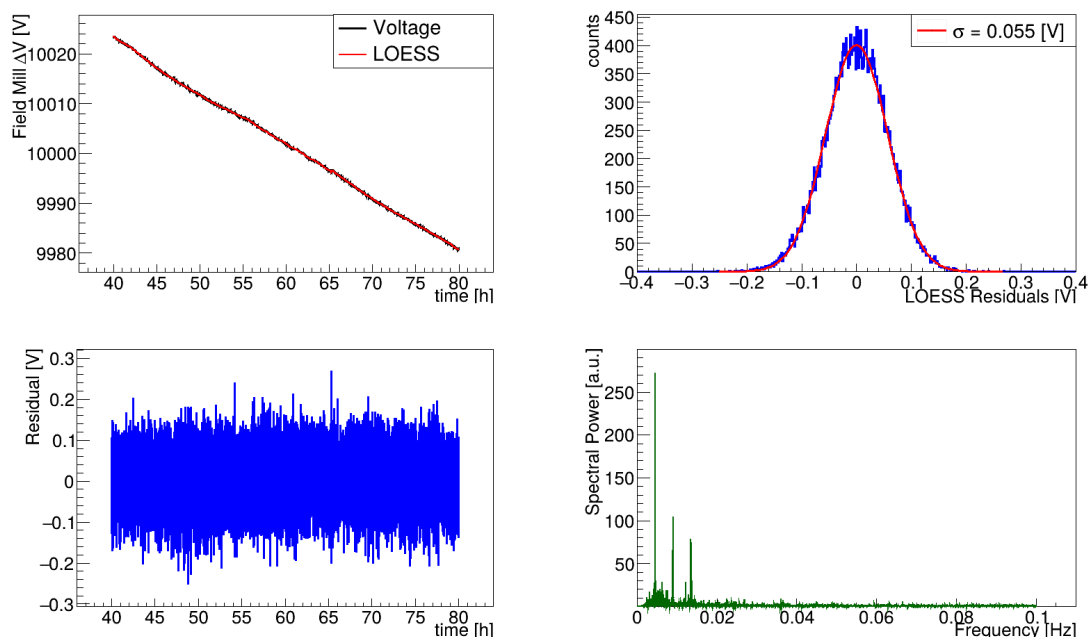 Field Mill ΔV [V]
10020
10010
10000
9990
9980
Voltage
LOESS
40 45 50 55 60 65 70 75 80
time [h]
counts
450
400
350
300
250
200
150
100
50
0
σ = 0.055 [V]
−0.4 −0.3 −0.2 −0.1 0 0.1 0.2 0.3 0.4
LOESS Residuals [V]
Residual [V]
0.3
0.2
0.1
0
−0.1
−0.2
−0.3
40 45 50 55 60 65 70 75 80
time [h]
Spectral Power [a.u.]
250
200
150
100
50
0
0 0.02 0.04 0.06 0.08 0.1
Frequency [Hz]